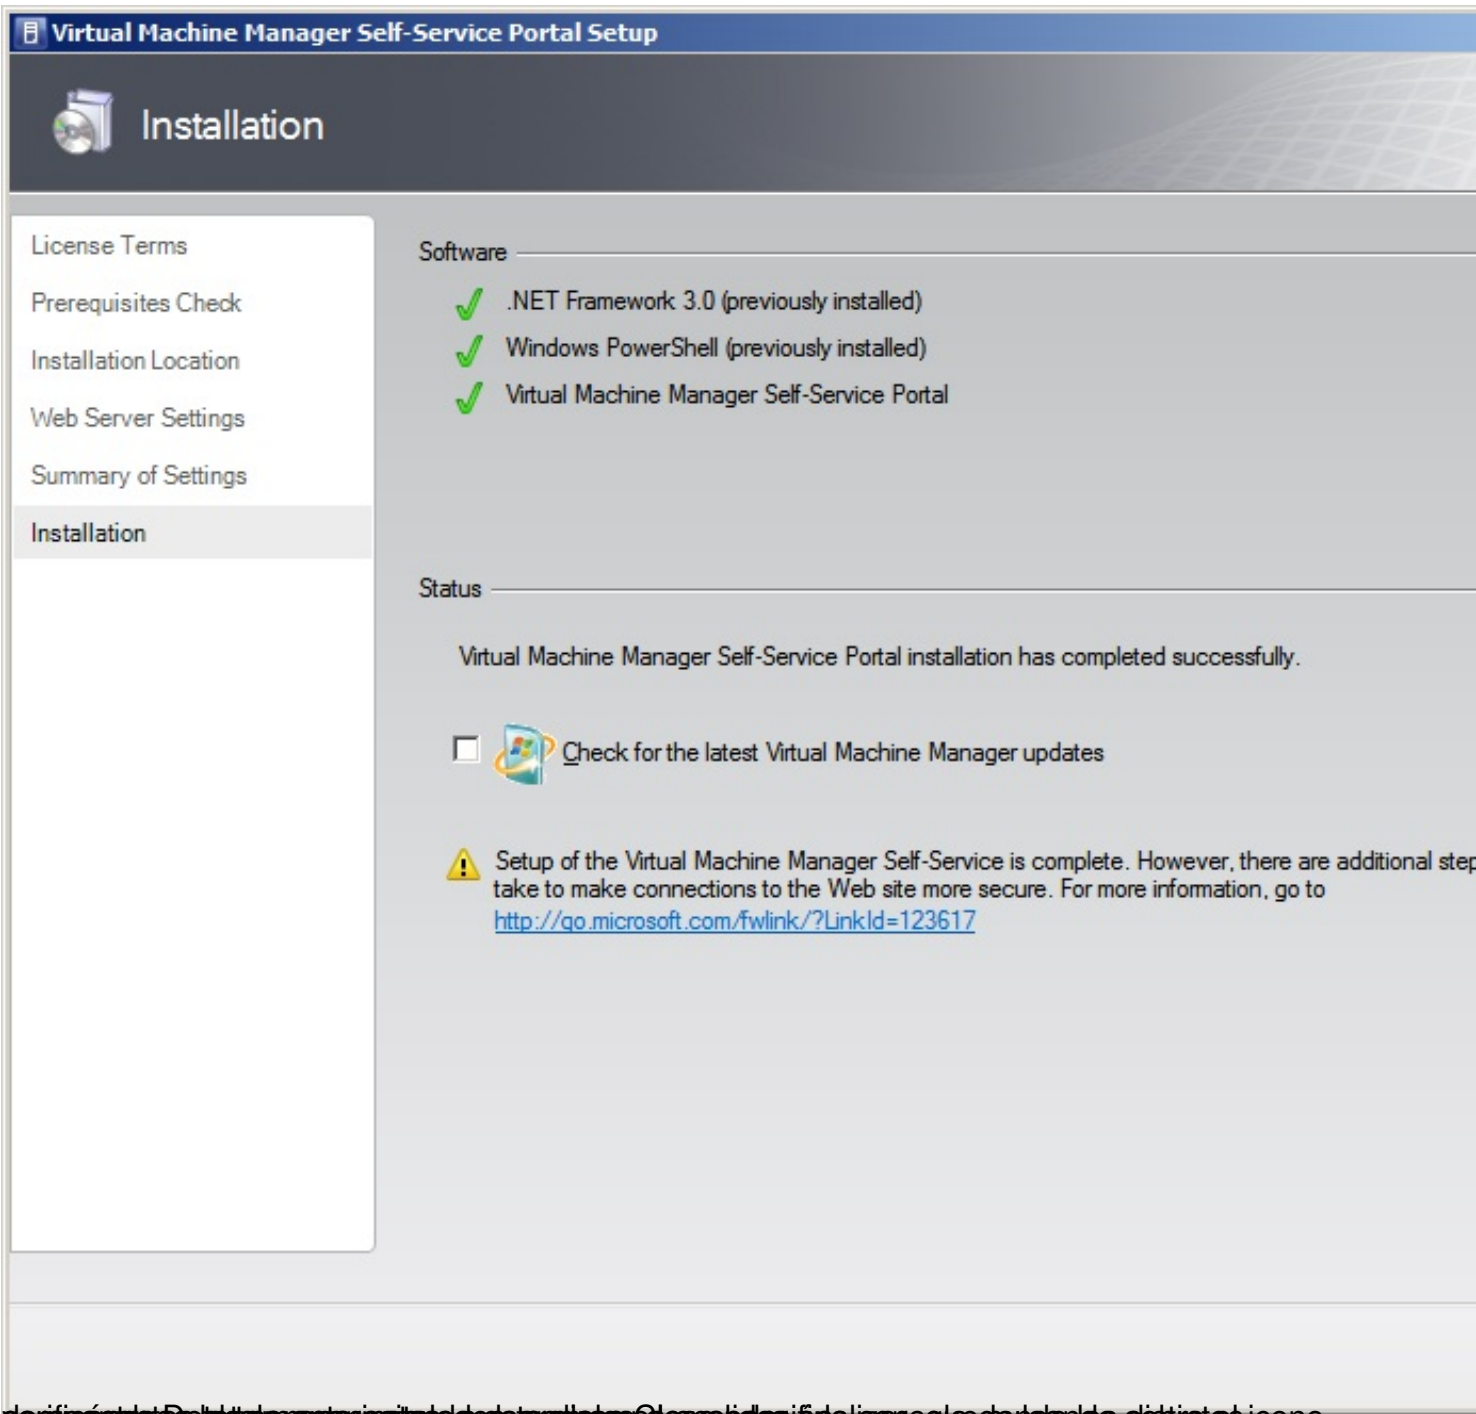 Virtual Machine Manager Self-Service Portal Setup
Installation
License Terms
Prerequisites Check
Installation Location
Web Server Settings
Summary of Settings
Installation
Software
.NET Framework 3.0 (previously installed)
Windows PowerShell (previously installed)
Virtual Machine Manager Self-Service Portal
Status
Virtual Machine Manager Self-Service Portal installation has completed successfully.
Check for the latest Virtual Machine Manager updates
Setup of the Virtual Machine Manager Self-Service is complete. However, there are additional step
take to make connections to the Web site more secure. For more information, go to
http://go.microsoft.com/fwlink/?LinkId=123617